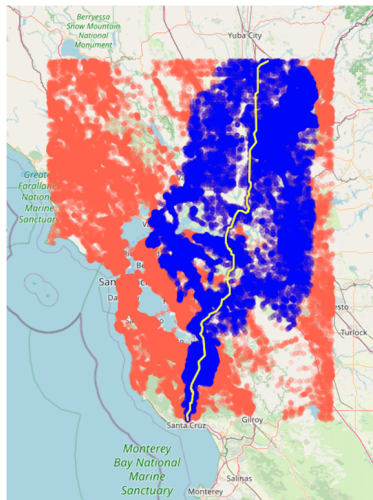 Berryessa
Snow Mountain
National
Monument
Yuba City
Great
Farallon
Nation
Marine
Sanctuar
San
Da
Be
Turlock
Gilroy
Santa Cruz
Monterey
Bay National
Marine
Sanctuary
Salinas
Monterey